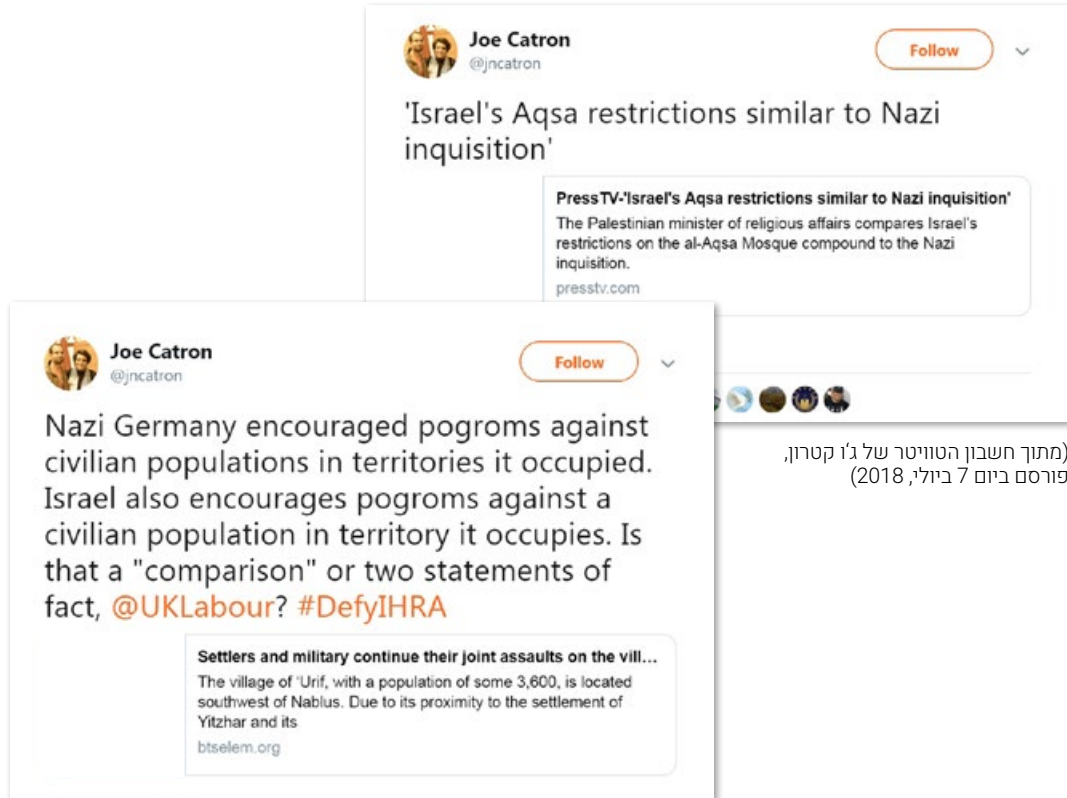 Joe Catron
@jncatron
Follow
'Israel's Aqsa restrictions similar to Nazi
inquisition'
PressTV-'Israel's Aqsa restrictions similar to Nazi inquisition'
The Palestinian minister of religious affairs compares Israel's
restrictions on the al-Aqsa Mosque compound to the Nazi
inquisition.
presstv.com
(מתוך חשבון הטוויטר של ג'ו קטרון,
פורסם ביום 7 ביולי, 2018)
Joe Catron
@jncatron
Follow
Nazi Germany encouraged pogroms against
civilian populations in territories it occupied.
Israel also encourages pogroms against a
civilian population in territory it occupies. Is
that a "comparison" or two statements of
fact, @UKLabour? #DefyIHRA
Settlers and military continue their joint assaults on the vill...
The village of 'Urif, with a population of some 3,600, is located
southwest of Nablus. Due to its proximity to the settlement of
Yitzhar and its
btselem.org